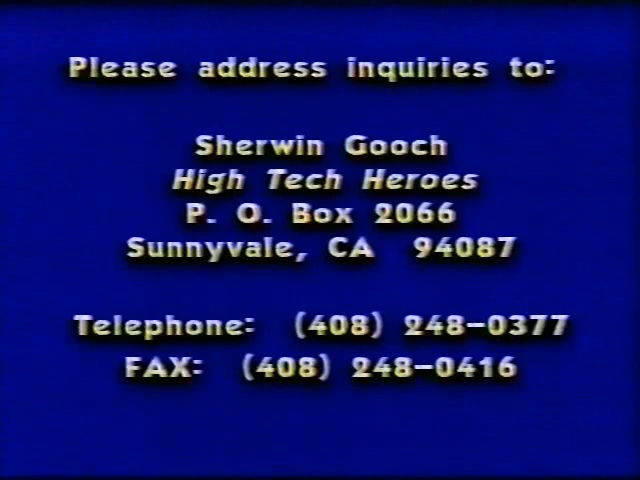 Please address inquiries to:
Sherwin Gooch
High Tech Heroes
P. O. Box 2066
Sunnyvale, CA 94087
Telephone: (408) 248-0377
FAX: (408) 248-0416